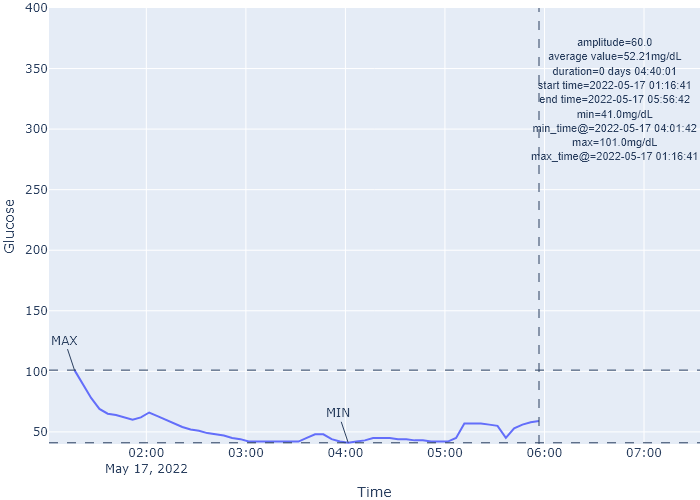 400
amplitude=60.0
average value=52.21mg/dL
350
duration=0 days 04:40:01
start time=2022-05-17 01:16:41
end time=2022-05-17 05:56:42
min=41.0mg/dL
300
min_time@=2022-05-17 04:01:42
max=101.0mg/dL
max_time@=2022-05-17 01:16:41
250
Glucose
200
150
MAX
100
MIN
50
02:00 03:00 04:00 05:00 06:00 07:00
May 17, 2022
Time